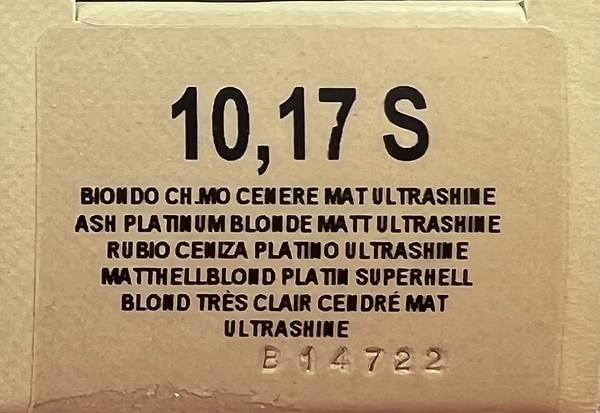 10,17 S
BIONDO CH.MO CENERE MAT ULTRASHINE
ASH PLATINUM BLONDE MATT ULTRASHINE
RUBIO CENIZA PLATINO ULTRASHINE
MATTHELLBLOND PLATIN SUPERHELL
BLOND TRÈS CLAIR CENDRÉ MAT
ULTRASHINE
B14722